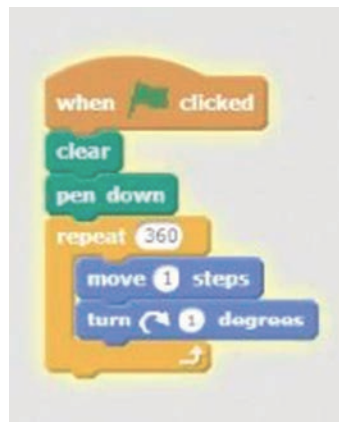 when clicked
clear
pen down
repeat 360
move 1 steps
turn 1 degrees